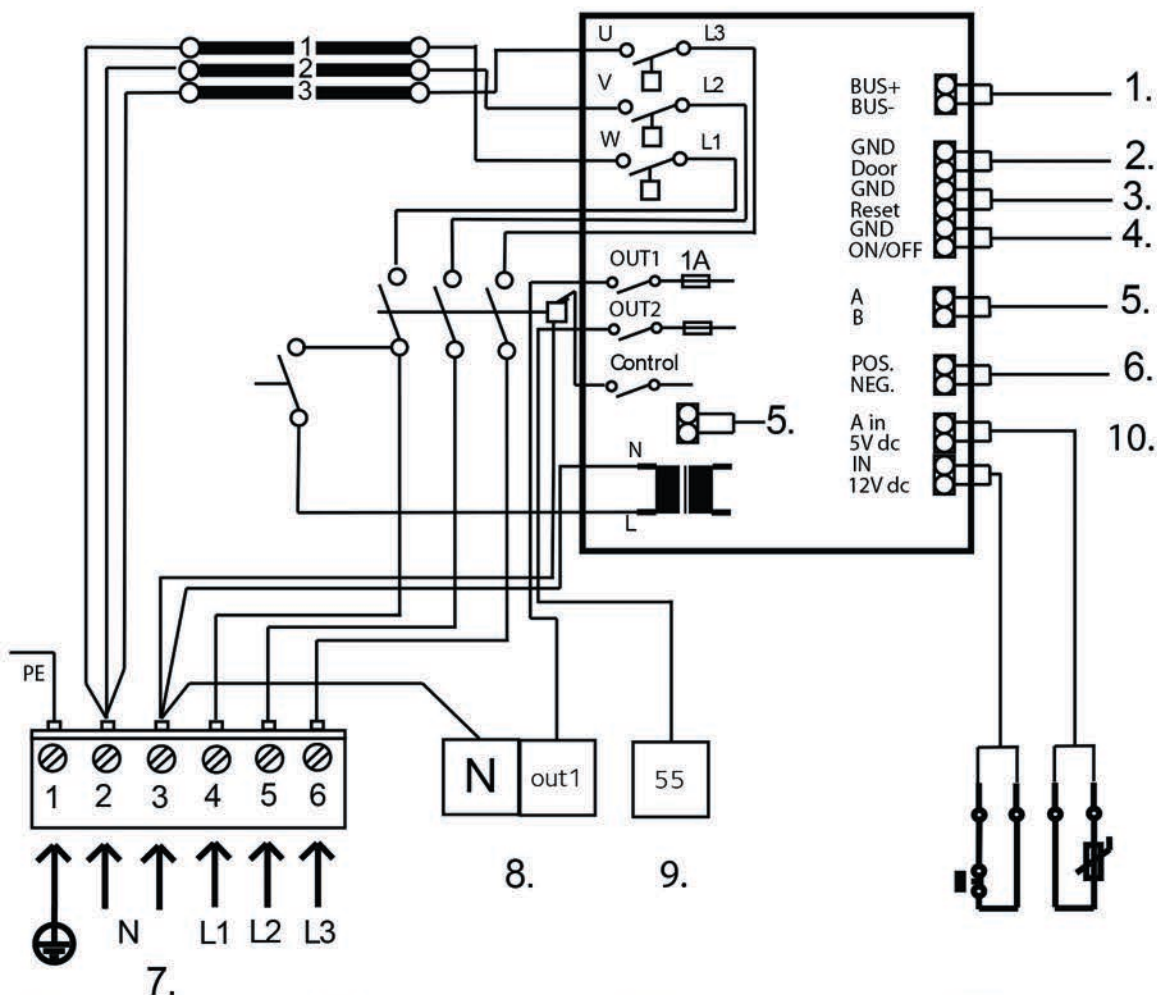 1
2
3
U
L3
V
L2
W
L1
OUT1
1A
OUT2
Control
5.
N
L
BUS+
BUS-
1.
GND
Door
2.
GND
Reset
3.
GND
ON/OFF
4.
A
B
5.
POS.
NEG.
6.
A in
5V dc
10.
IN
12V dc
PE
1 2 3 4 5 6
N L1 L2 L3
7.
N
out1
8.
55
9.